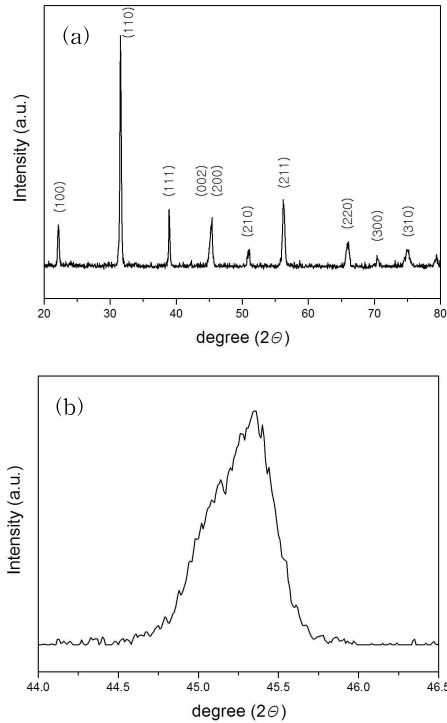 (a)
Intensity (a.u.)
(100)
(110)
(111)
(002)
(200)
(210)
(211)
(220)
(300)
(310)
20 30 40 50 60 70 80
degree (2Θ)
(b)
Intensity (a.u.)
44.0 44.5 45.0 45.5 46.0 46.5
degree (2Θ)